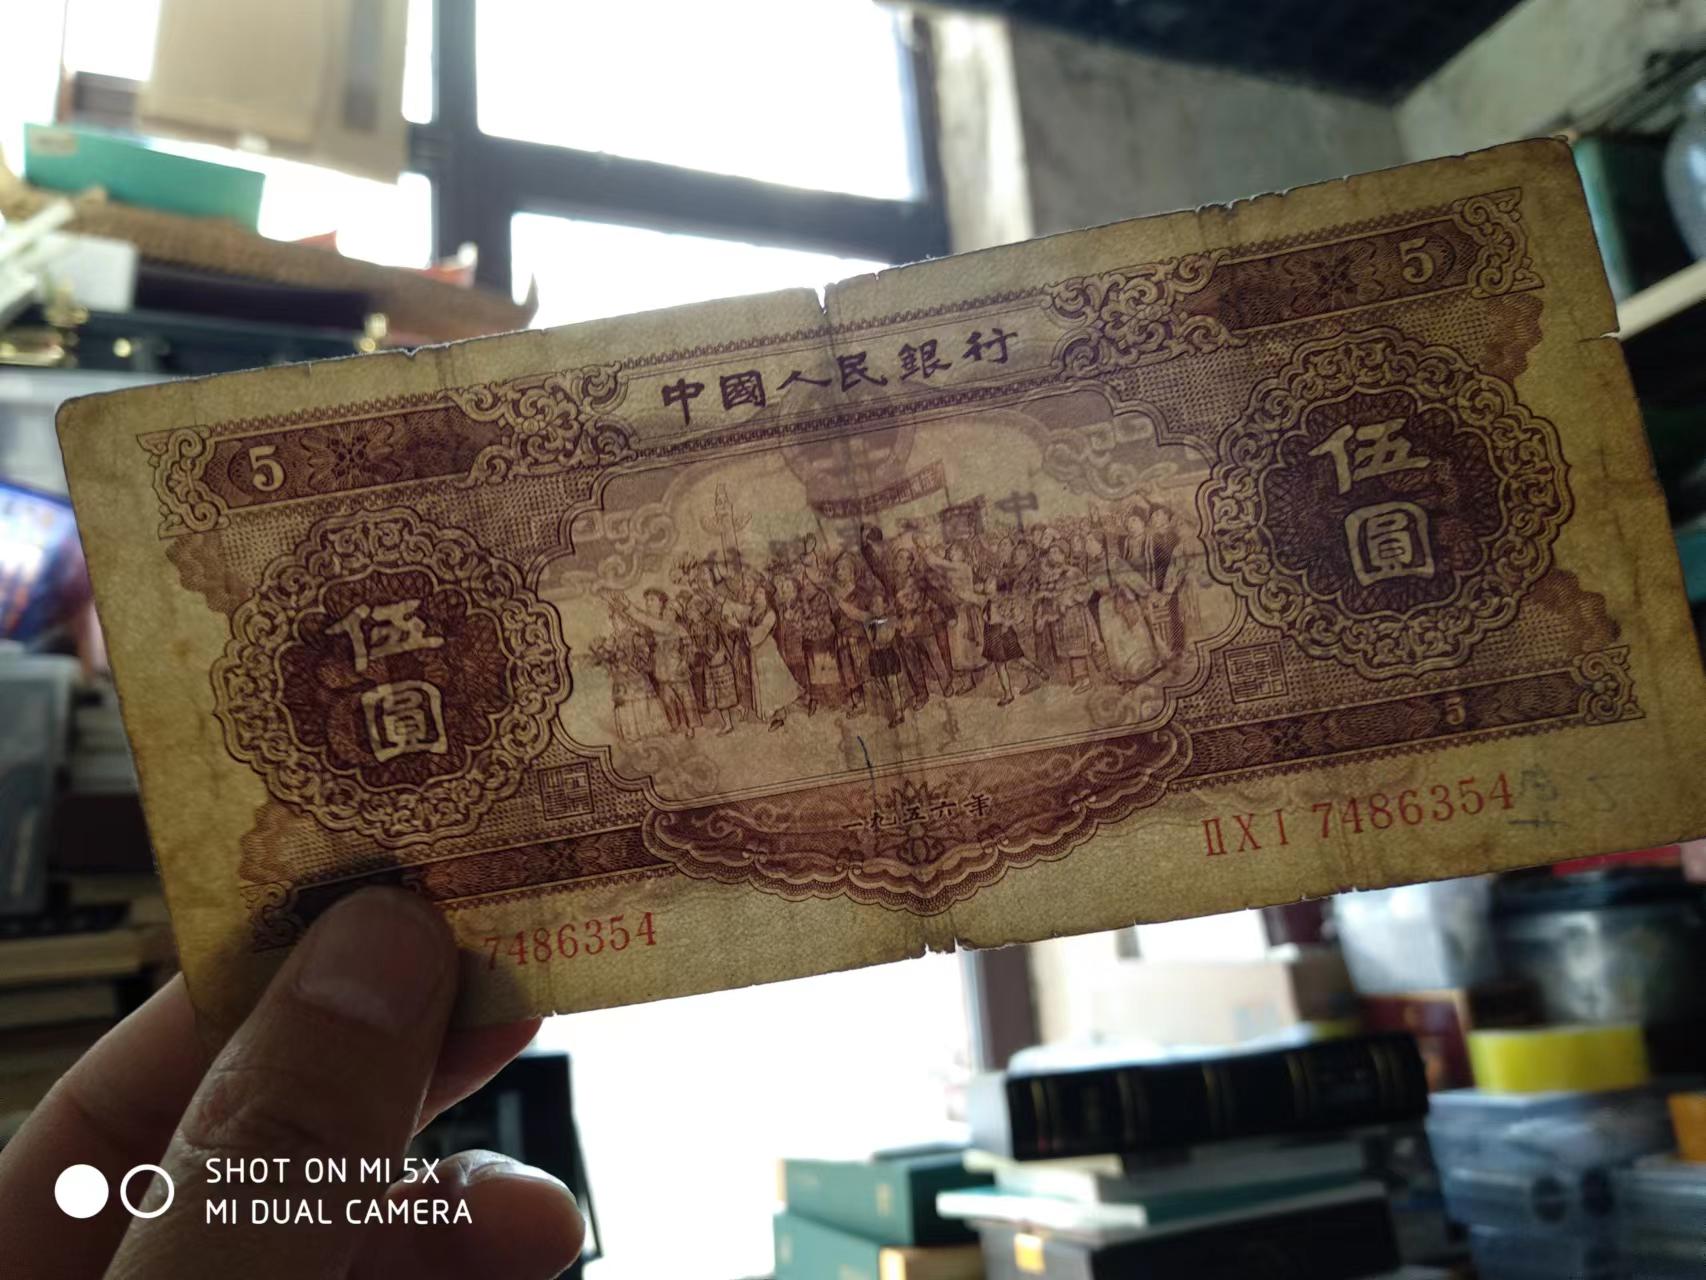 中國人民銀行
5
5
伍圓
伍圓
5
一九五六年
ⅡⅩⅠ 7486354
7486354
SHOT ON MI 5X
MI DUAL CAMERA